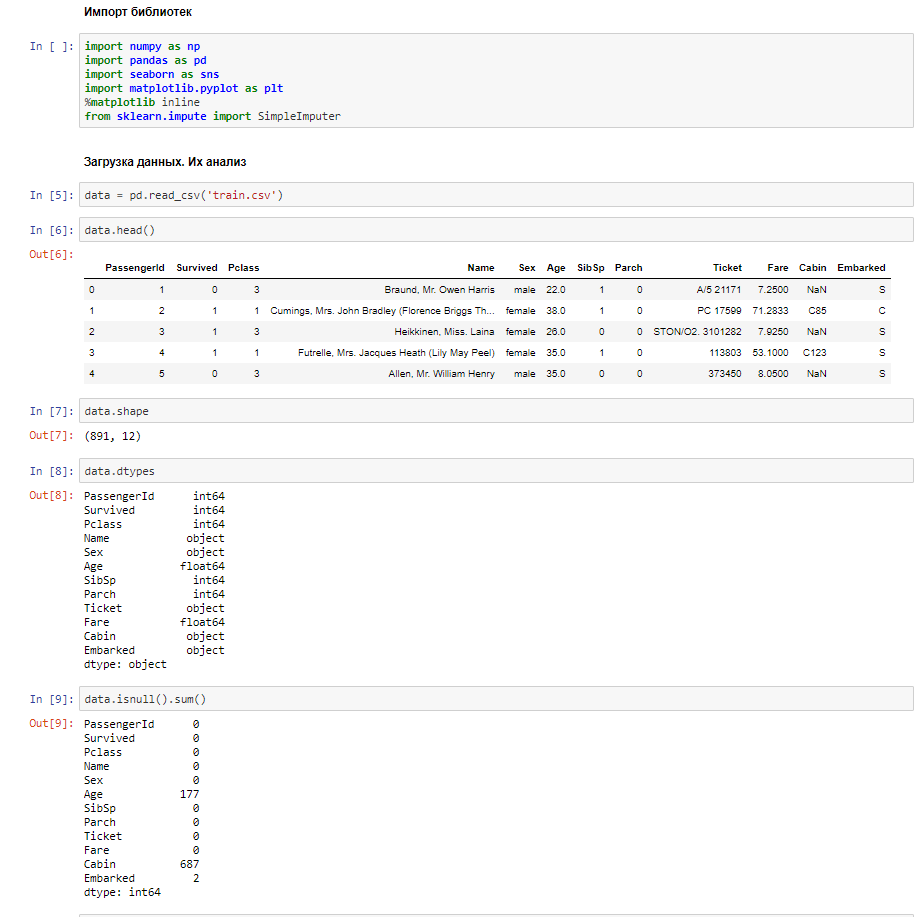 Импорт библиотек
In [ ]: import numpy as np
import pandas as pd
import seaborn as sns
import matplotlib.pyplot as plt
%matplotlib inline
from sklearn.impute import SimpleImputer
Загрузка данных. Их анализ
In [5]: data = pd.read_csv('train.csv')
In [6]: data.head()
Out[6]:
PassengerId Survived Pclass Name Sex Age SibSp Parch Ticket Fare Cabin Embarked
0 1 0 3 Braund, Mr. Owen Harris male 22.0 1 0 A/5 21171 7.2500 NaN S
1 2 1 1 Cumings, Mrs. John Bradley (Florence Briggs Th... female 38.0 1 0 PC 17599 71.2833 C85 C
2 3 1 3 Heikkinen, Miss. Laina female 26.0 0 0 STON/O2. 3101282 7.9250 NaN S
3 4 1 1 Futrelle, Mrs. Jacques Heath (Lily May Peel) female 35.0 1 0 113803 53.1000 C123 S
4 5 0 3 Allen, Mr. William Henry male 35.0 0 0 373450 8.0500 NaN S
In [7]: data.shape
Out[7]: (891, 12)
In [8]: data.dtypes
Out[8]: PassengerId int64
Survived int64
Pclass int64
Name object
Sex object
Age float64
SibSp int64
Parch int64
Ticket object
Fare float64
Cabin object
Embarked object
dtype: object
In [9]: data.isnull().sum()
Out[9]: PassengerId 0
Survived 0
Pclass 0
Name 0
Sex 0
Age 177
SibSp 0
Parch 0
Ticket 0
Fare 0
Cabin 687
Embarked 2
dtype: int64